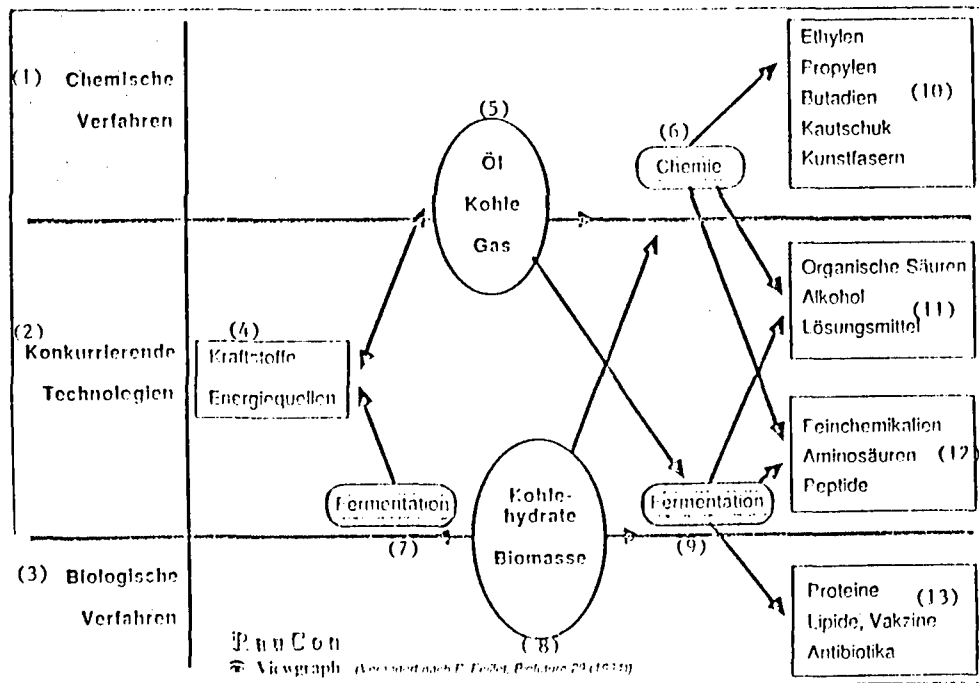 (1) Chemische
Verfahren
(2)
Konkurrierende
Technologien
(3) Biologische
Verfahren
(4)
Kraftstoffe
Energiequellen
(5)
Öl
Kohle
Gas
(6)
Chemie
Fermentation
(7)
Kohle-
hydrate
Biomasse
(8)
Fermentation
(9)
Ethylen
Propylen
Butadien (10)
Kautschuk
Kunstfasern
Organische Säuren
Alkohol (11)
Lösungsmittel
Feinchemikalien
Aminosäuren (12)
Peptide
Proteine (13)
Lipide, Vakzine
Antibiotika
Viewgraph